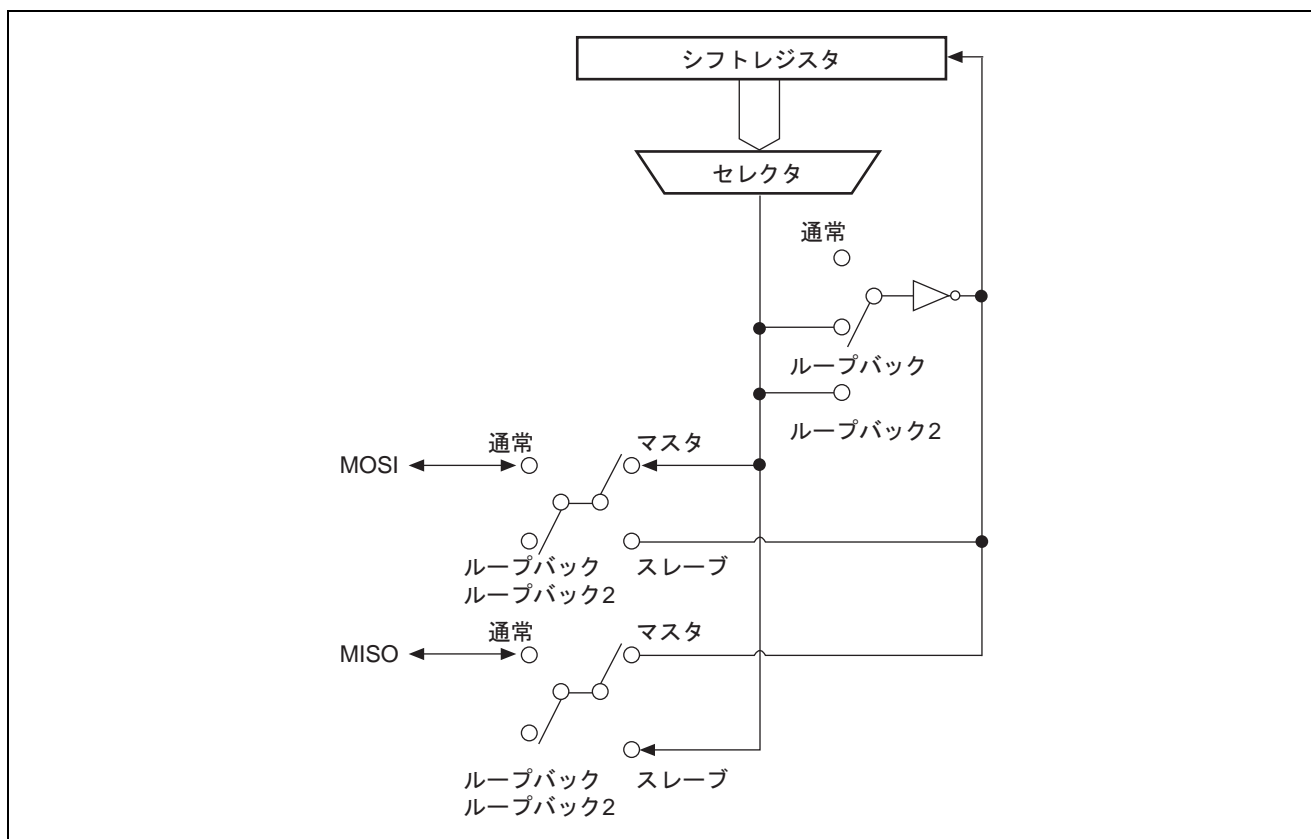 シフトレジスタ
セレクタ
通常
ループバック
ループバック2
通常
マスタ
MOSI
ループバック
ループバック2
スレーブ
通常
マスタ
MISO
ループバック
ループバック2
スレーブ